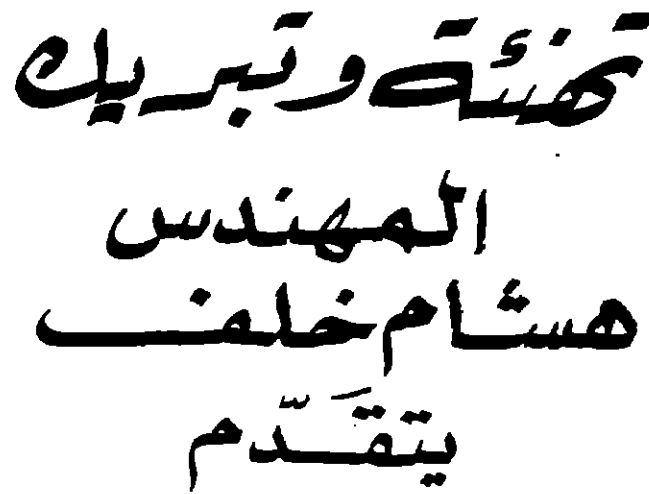 تهنئة وتبريك
المهندس
هشام خلف
يتقدّم